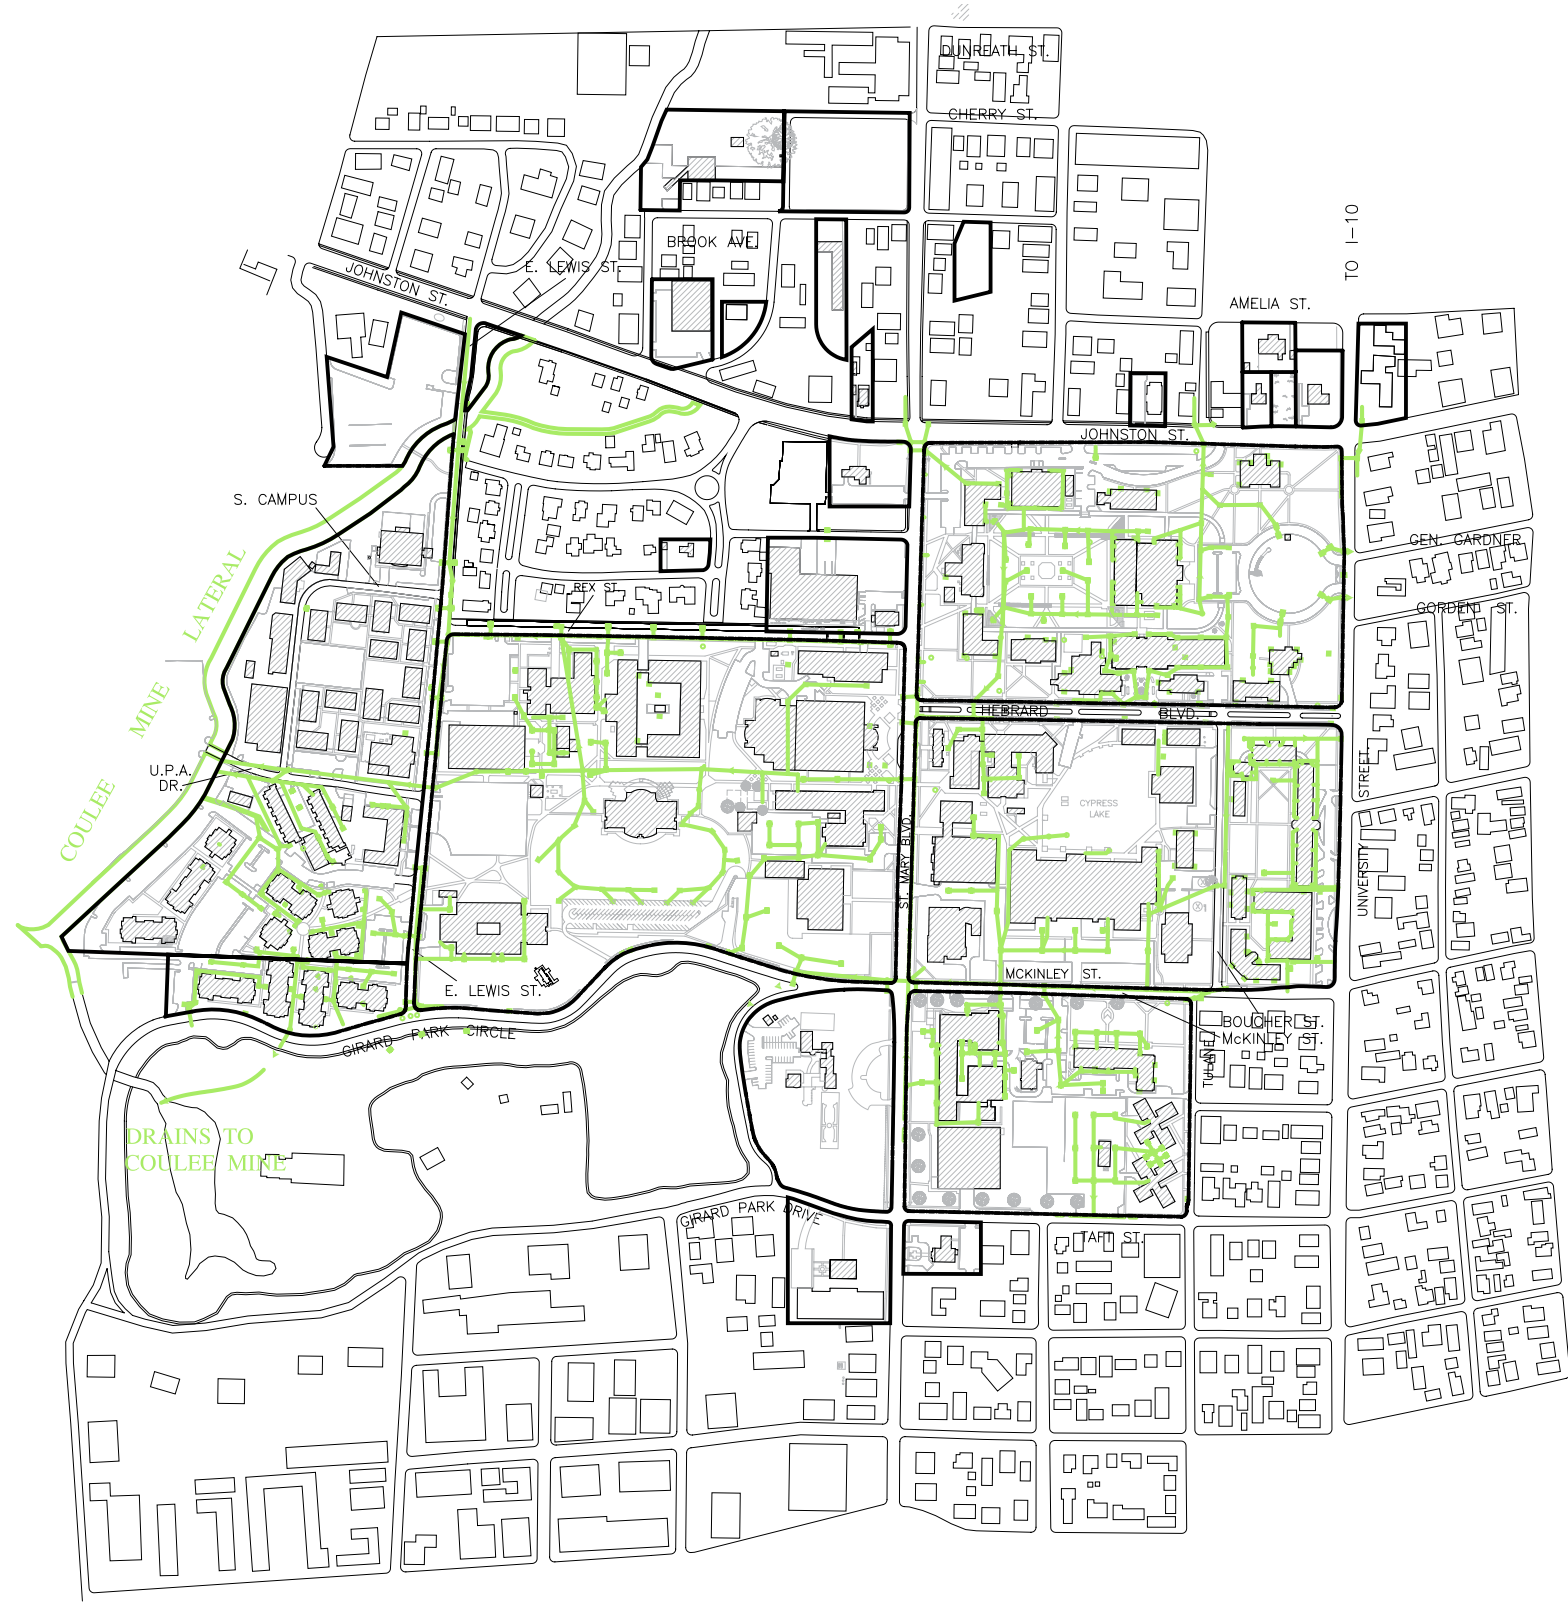 DUNREATH ST.
CHERRY ST.
TO I-10
BROOK AVE.
E. LEWIS ST.
JOHNSTON ST.
AMELIA ST.
JOHNSTON ST.
S. CAMPUS
GEN. GARDNER
COULEE MINE LATERAL
REX ST.
GORDENI ST.
HEBRARD BLVD.
U.P.A.
DR.
CYPRESS
LAKE
UNIVERSITY STREET.
ST. MARY BLVD.
MCKINLEY ST.
E. LEWIS ST.
GIRARD PARK CIRCLE
BOUCHER ST.
McKINLEY ST.
TULANE
DRAINS TO
COULEE MINE
GIRARD PARK DRIVE
TAFT ST.